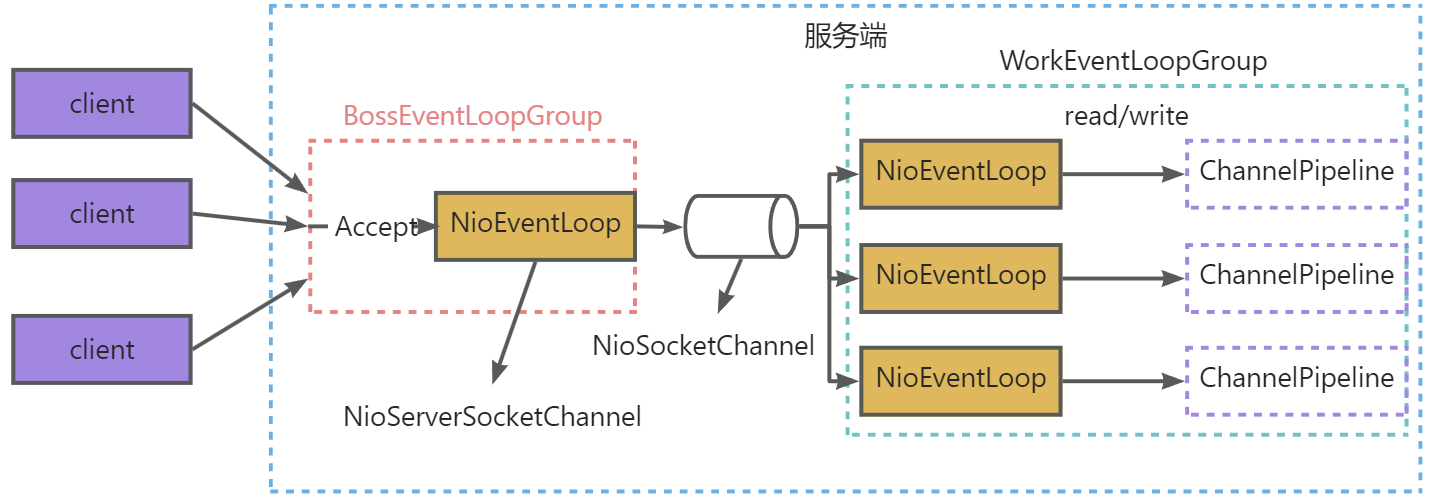 服务端
WorkEventLoopGroup
client
BossEventLoopGroup
read/write
NioEventLoop
ChannelPipeline
client
Accept
NioEventLoop
NioEventLoop
ChannelPipeline
client
NioSocketChannel
NioEventLoop
ChannelPipeline
NioServerSocketChannel